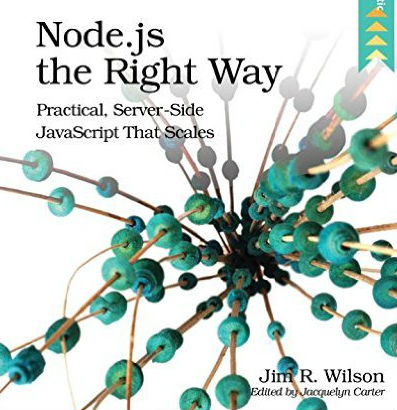 Node.js
the Right Way
Practical, Server-Side
JavaScript That Scales
Jim R. Wilson
Edited by Jacquelyn Carter